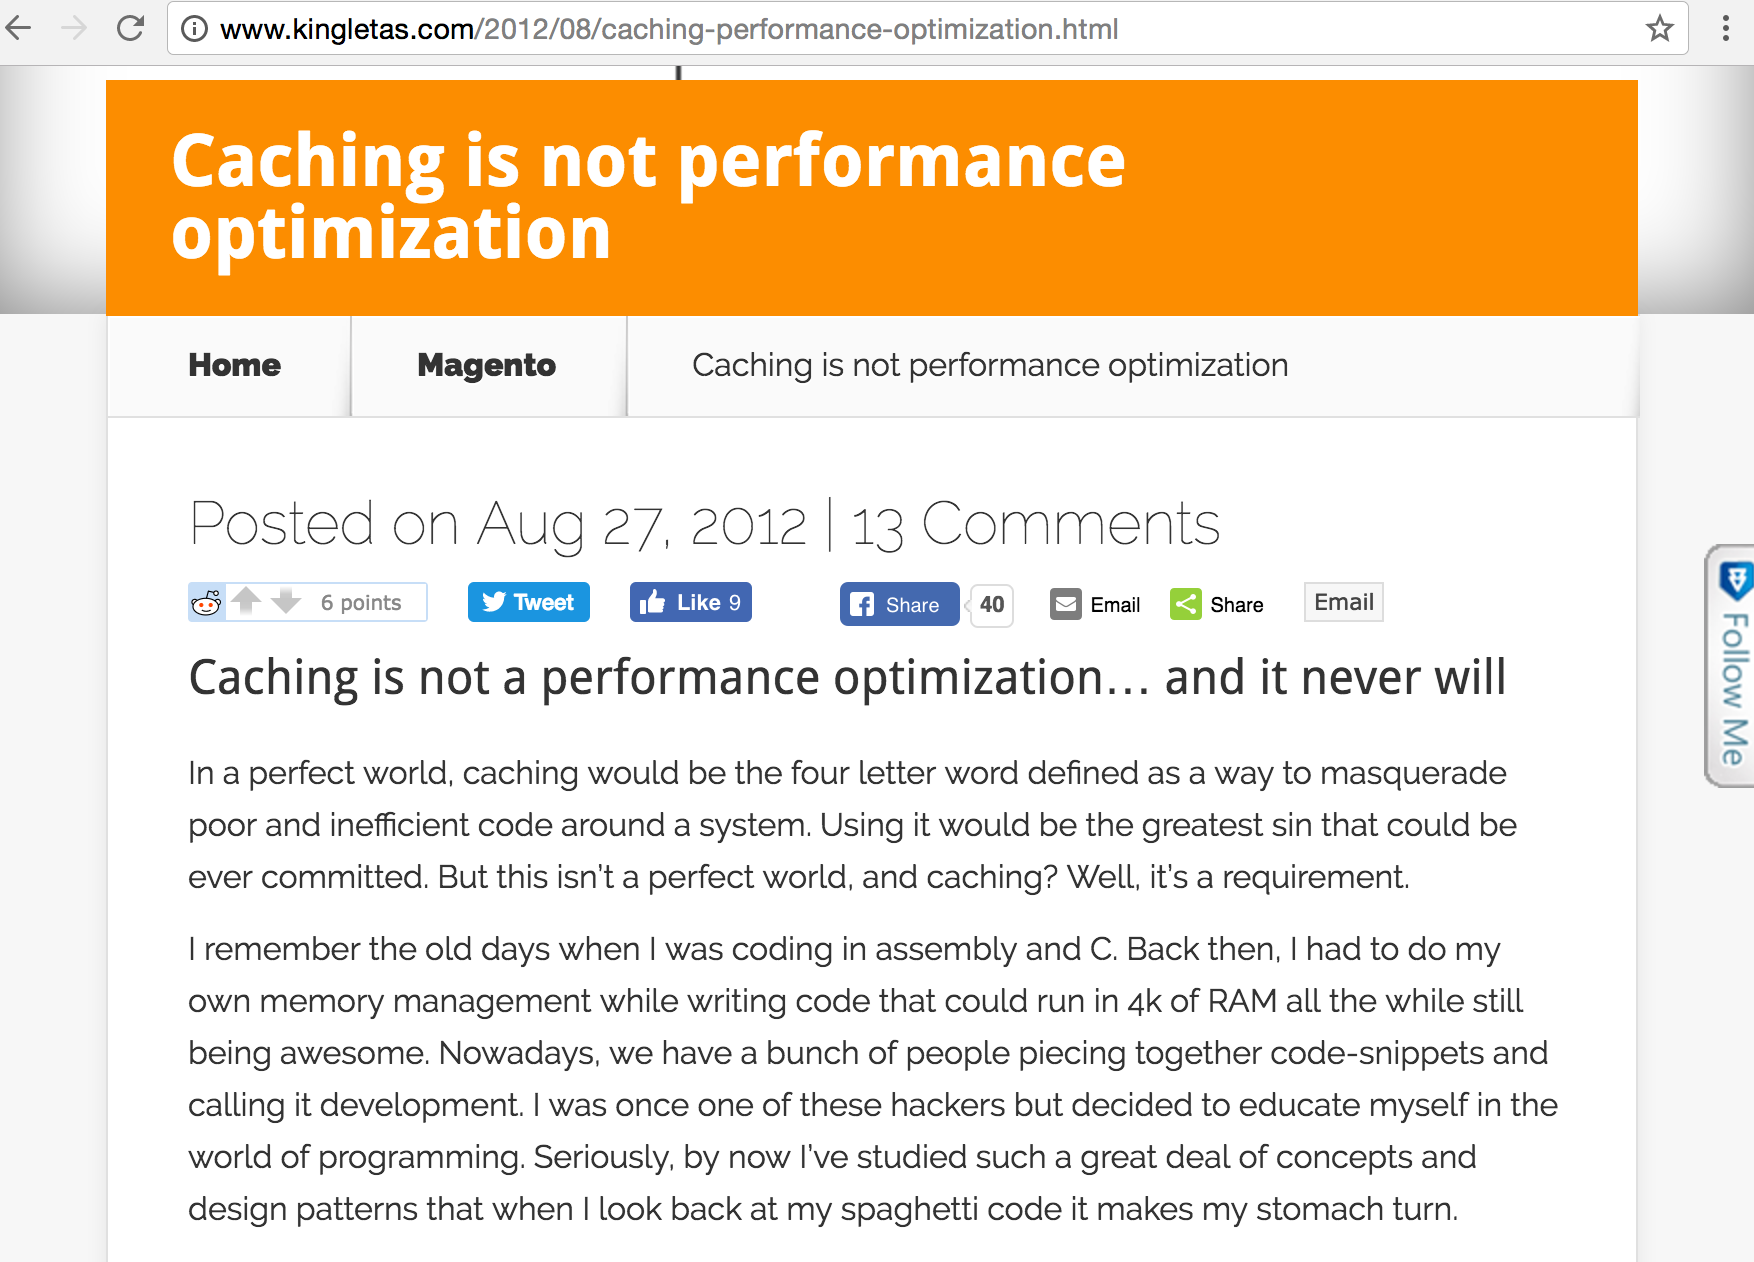 www.kingletas.com/2012/08/caching-performance-optimization.html
Caching is not performance
optimization
Home
Magento
Caching is not performance optimization
Posted on Aug 27, 2012 | 13 Comments
6 points
Tweet
Like 9
Share
40
Email
Share
Email
Caching is not a performance optimization… and it never will
In a perfect world, caching would be the four letter word defined as a way to masquerade
poor and inefficient code around a system. Using it would be the greatest sin that could be
ever committed. But this isn’t a perfect world, and caching? Well, it’s a requirement.
I remember the old days when I was coding in assembly and C. Back then, I had to do my
own memory management while writing code that could run in 4k of RAM all the while still
being awesome. Nowadays, we have a bunch of people piecing together code-snippets and
calling it development. I was once one of these hackers but decided to educate myself in the
world of programming. Seriously, by now I’ve studied such a great deal of concepts and
design patterns that when I look back at my spaghetti code it makes my stomach turn.
Follow Me